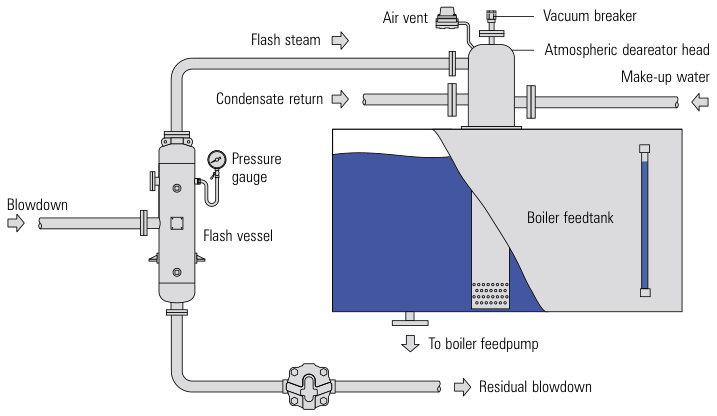 Air vent
Vacuum breaker
Flash steam
Atmospheric deareator head
Make-up water
Condensate return
Pressure
gauge
Blowdown
Flash vessel
Boiler feedtank
To boiler feedpump
Residual blowdown